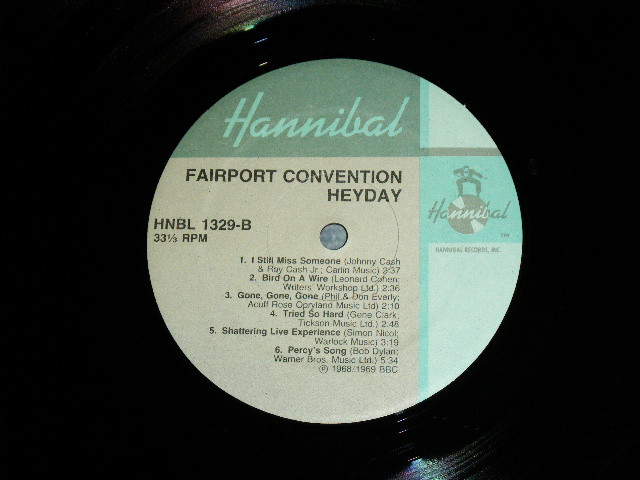 Hannibal
FAIRPORT CONVENTION
HEYDAY
Hannibal
TM
HANNIBAL RECORDS, INC.
HNBL 1329-B
33⅓ RPM
1. I Still Miss Someone (Johnny Cash
& Roy Cash Jr.; Carlin Music) 2:37
2. Bird On A Wire (Leonard Cohen;
Writers' Workshop Ltd.) 2:36
3. Gone, Gone, Gone (Phil & Don Everly;
Acuff Rose Opryland Music Ltd) 2:10
4. Tried So Hard (Gene Clark;
Tickson Music Ltd.) 2:48
5. Shattering Live Experience (Simon Nicol;
Warlock Music) 3:19
6. Percy's Song (Bob Dylan;
Warner Bros. Music Ltd.) 5:34
℗ 1968/1969 BBC